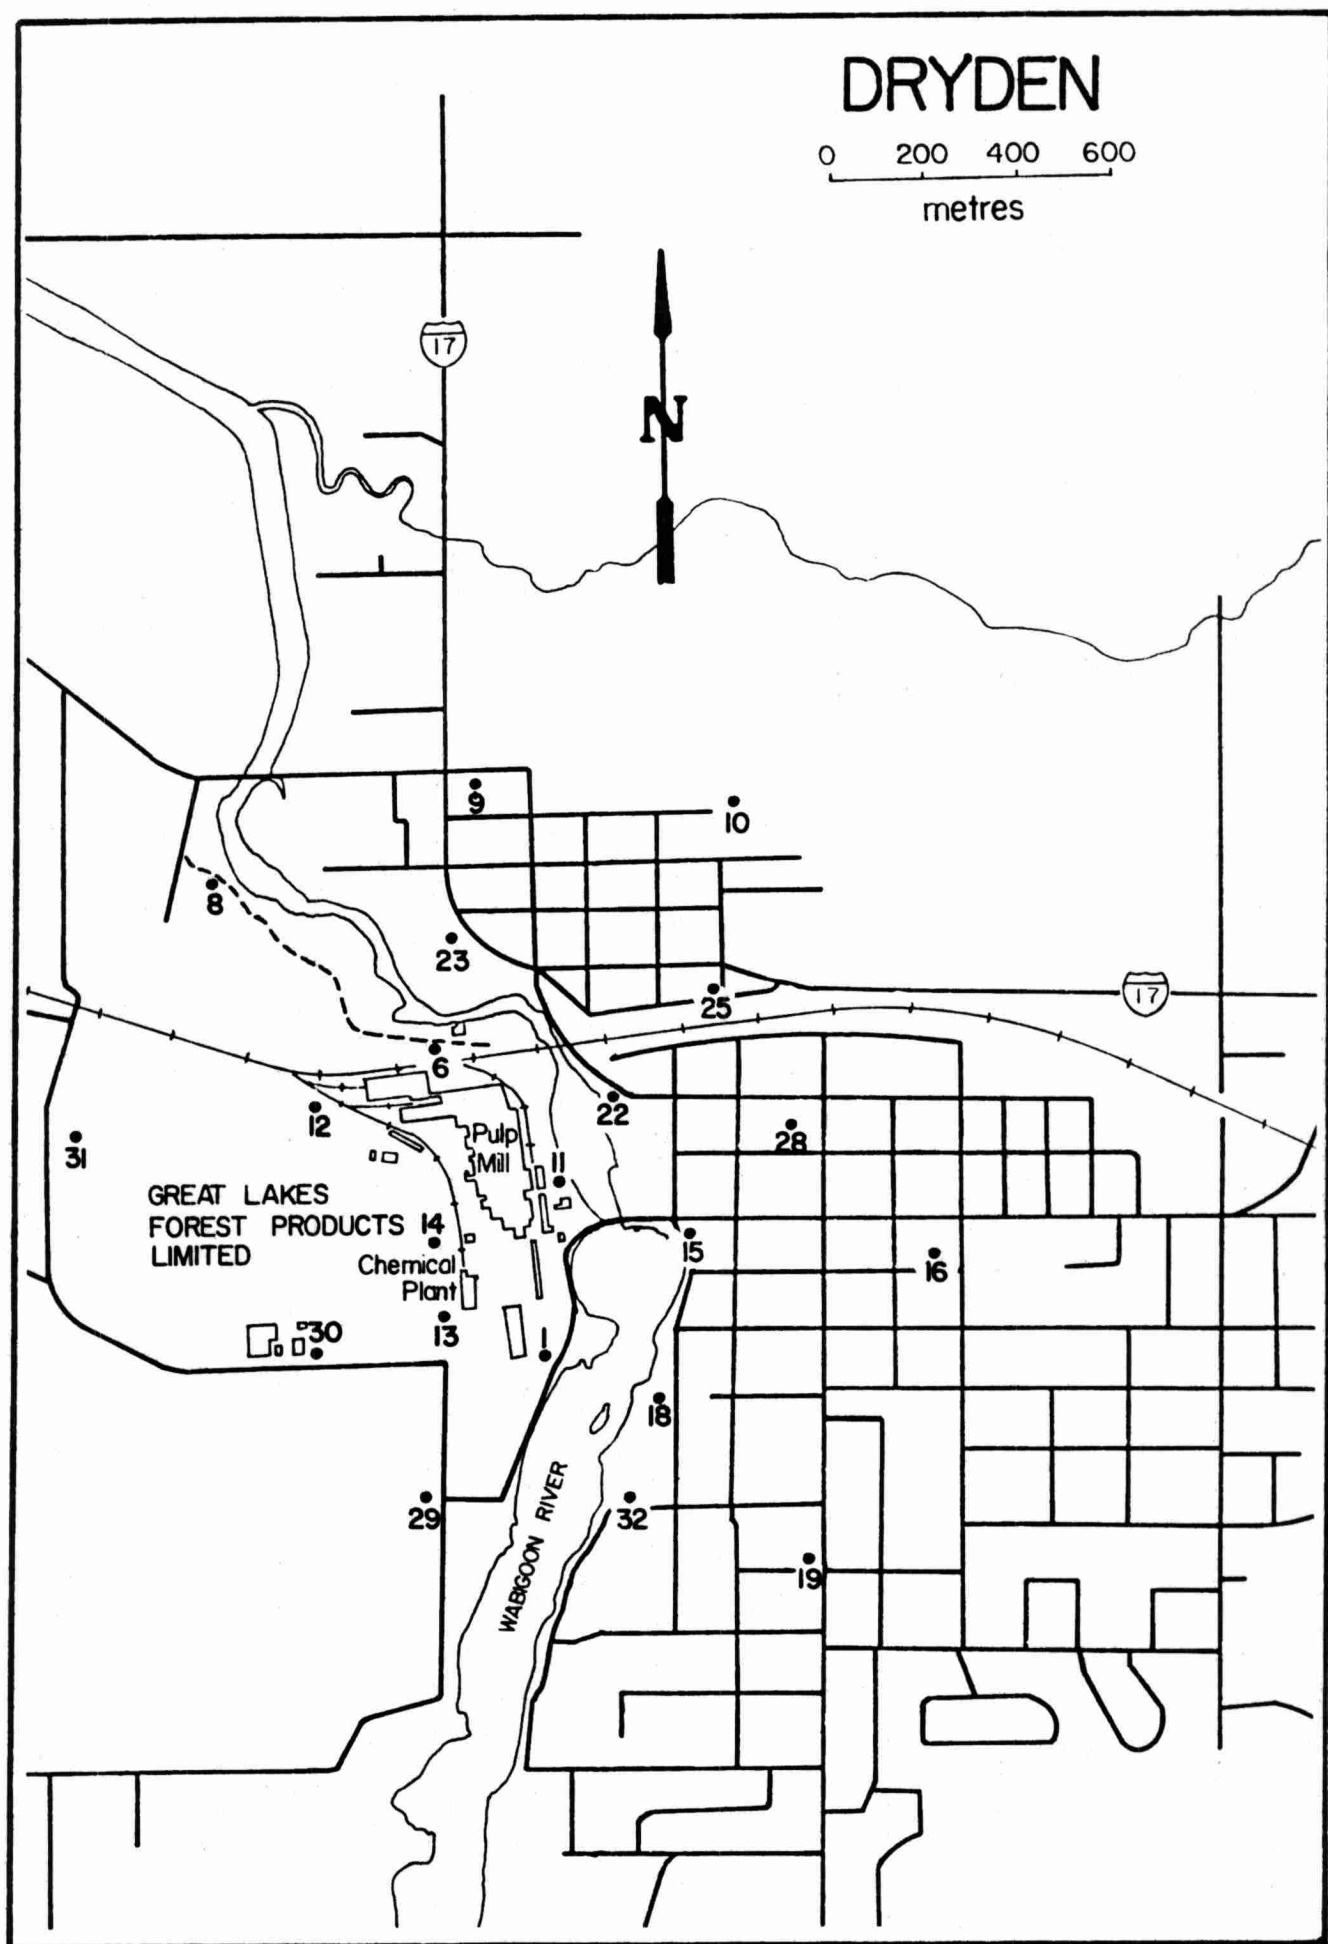 DRYDEN
0 200 400 600
metres
17
N
9
10
8
23
25
17
6
22
12
28
31
Pulp
Mill
11
GREAT LAKES
FOREST PRODUCTS
LIMITED
14
15
16
Chemical
Plant
13
30
1
18
29
32
WABIGOON RIVER
19